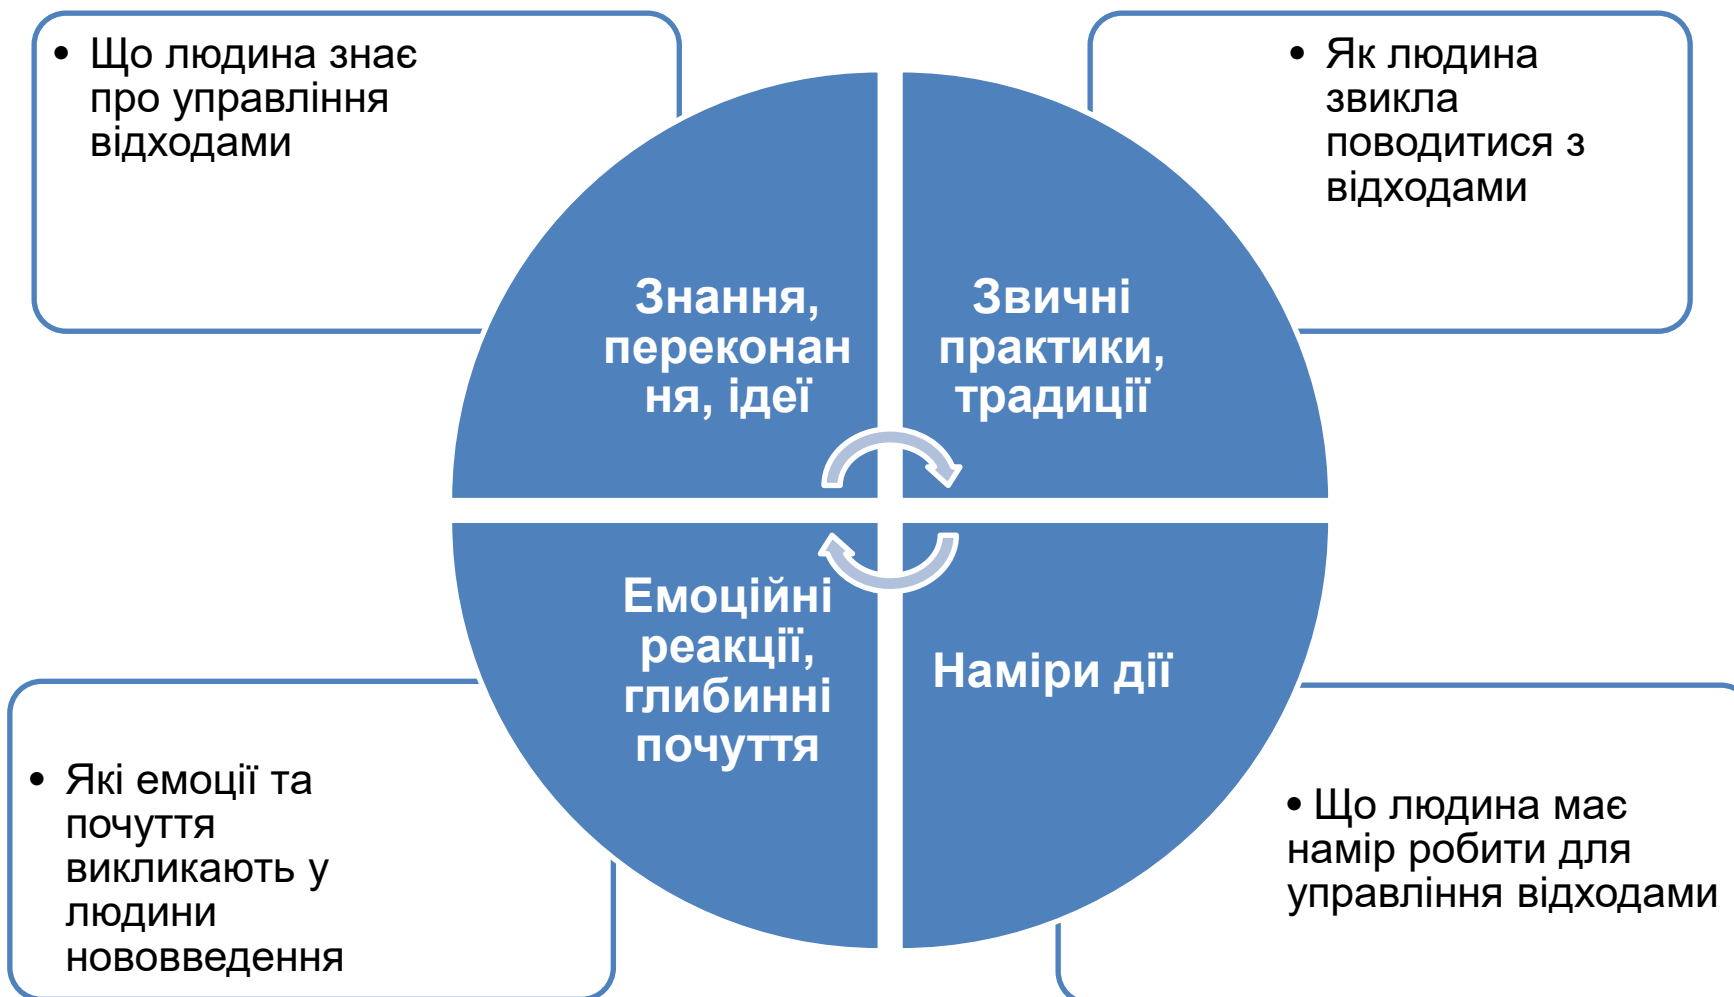 • Що людина знає
про управління
відходами
• Як людина
звикла
поводитися з
відходами
Знання,
переконан
ня, ідеї
Звичні
практики,
традиції
Емоційні
реакції,
глибинні
почуття
Наміри дії
• Які емоції та
почуття
викликають у
людини
нововведення
• Що людина має
намір робити для
управління відходами